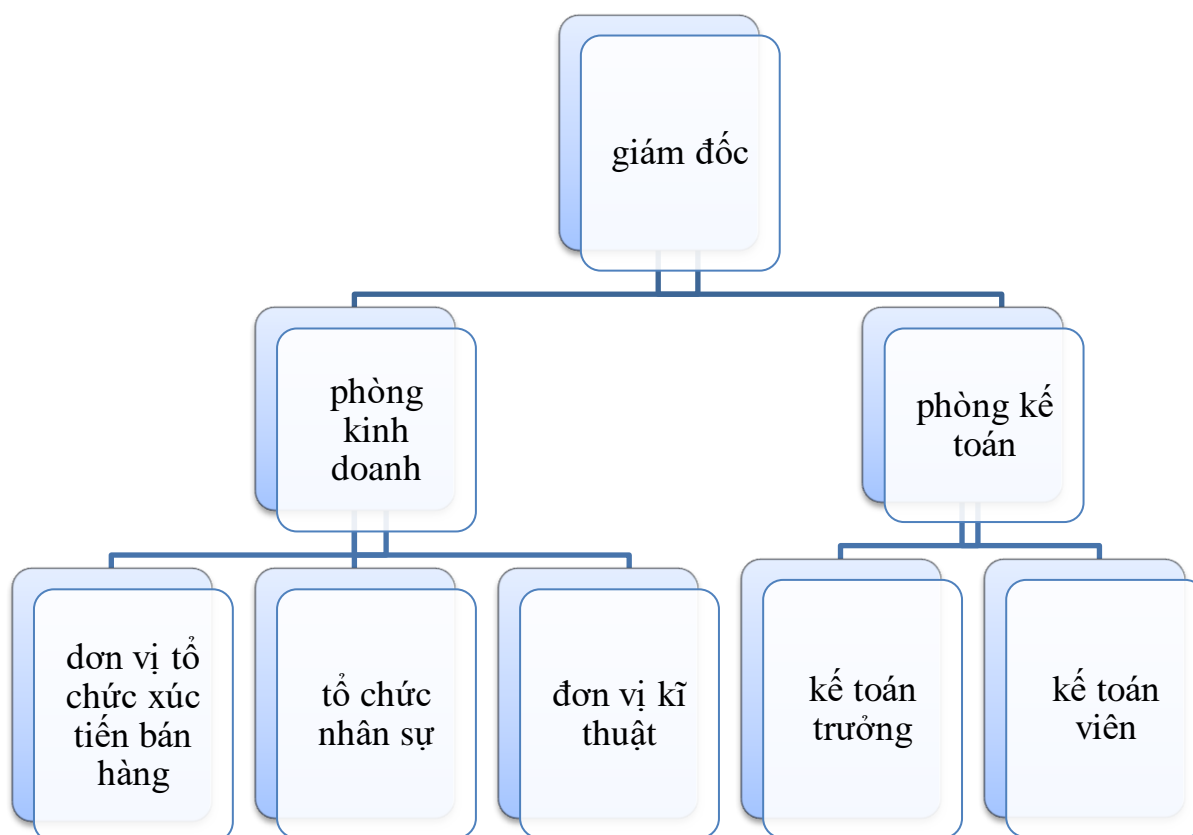 giám đốc
phòng
kinh
doanh
phòng kế
toán
dơn vị tổ
chức xúc
tiến bán
hàng
tổ chức
nhân sự
đơn vị kĩ
thuật
kế toán
trưởng
kế toán
viên